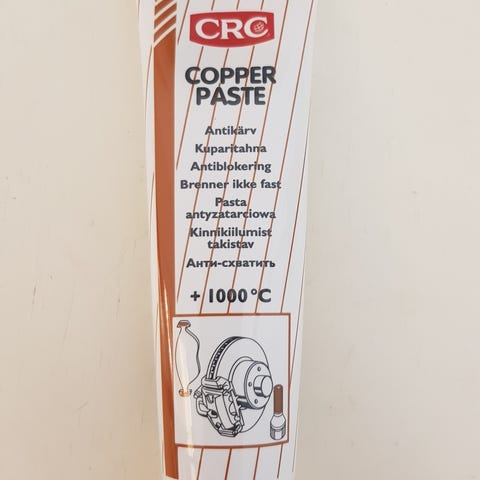 CRC
COPPER
PASTE
Antikärv
Kuparitahna
Antiblokering
Brenner ikke fast
Pasta
antyzatarciowa
Kinnikiilumist
takistav
Анти-схватить
+ 1000 °C